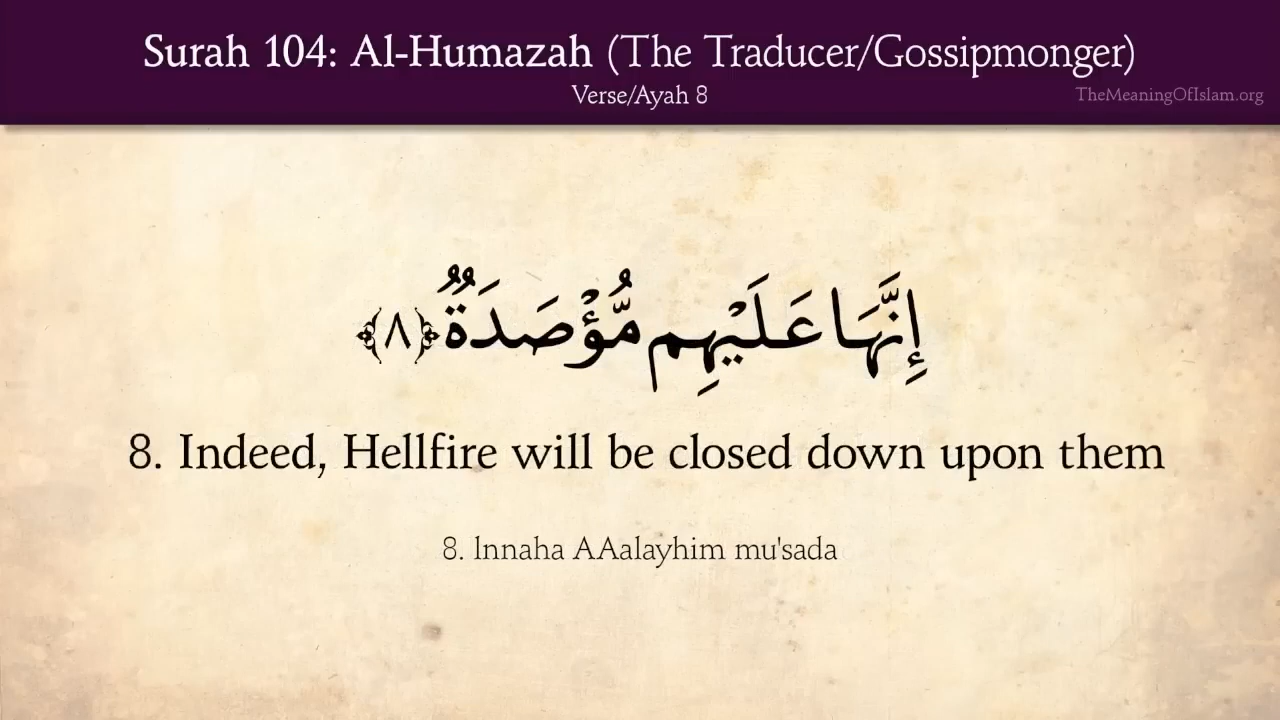 Surah 104: Al-Humazah (The Traducer/Gossipmonger)
Verse/Ayah 8
TheMeaningOfIslam.org
إِنَّهَا عَلَيْهِم مُّؤْصَدَةٌ ﴿٨﴾
8. Indeed, Hellfire will be closed down upon them
8. Innaha AAalayhim mu'sada